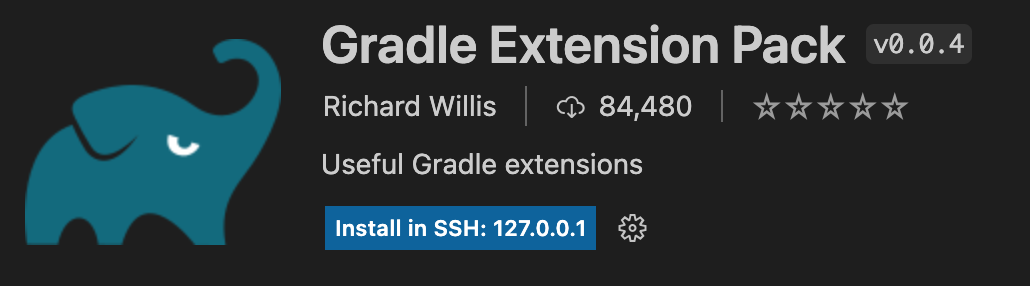 Gradle Extension Pack v0.0.4
Richard Willis | 84,480 |
Useful Gradle extensions
Install in SSH: 127.0.0.1